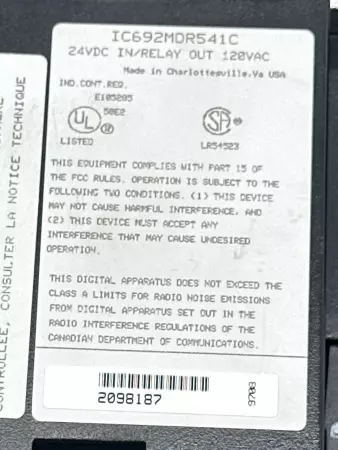 IC692MDR541C
24VDC IN/RELAY OUT 120VAC
Made in Charlottesville,Va USA
IND.CONT.REQ.
E105205
50E2
UL
LISTED
SA
LR54523
THIS EQUIPMENT COMPLIES WITH PART 15 OF
THE FCC RULES. OPERATION IS SUBJECT TO THE
FOLLOWING TWO CONDITIONS. (1) THIS DEVICE
MAY NOT CAUSE HARMFUL INTERFERENCE, AND
(2) THIS DEVICE MUST ACCEPT ANY
INTERFERENCE THAT MAY CAUSE UNDESIRED
OPERATION.
THIS DIGITAL APPARATUS DOES NOT EXCEED THE
CLASS A LIMITS FOR RADIO NOISE EMISSIONS
FROM DIGITAL APPARATUS SET OUT IN THE
RADIO INTERFERENCE REGULATIONS OF THE
CANADIAN DEPARTMENT OF COMMUNICATIONS.
2098187
9703
CONTROLLEE, CONSULTER LA NOTICE TECHNIQUE